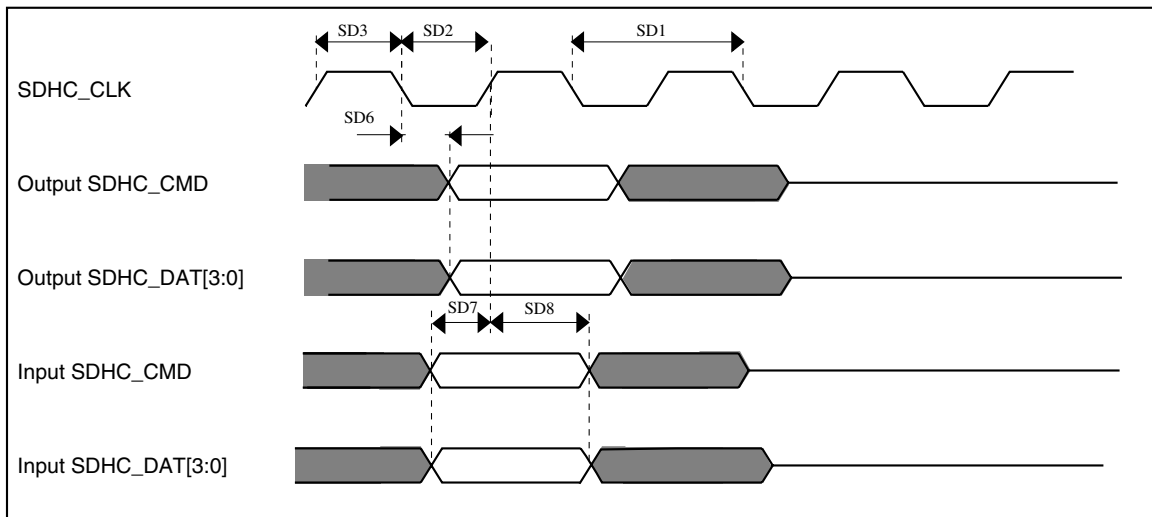 SD3 SD2 SD1
SDHC_CLK
SD6
Output SDHC_CMD
Output SDHC_DAT[3:0]
SD7 SD8
Input SDHC_CMD
Input SDHC_DAT[3:0]